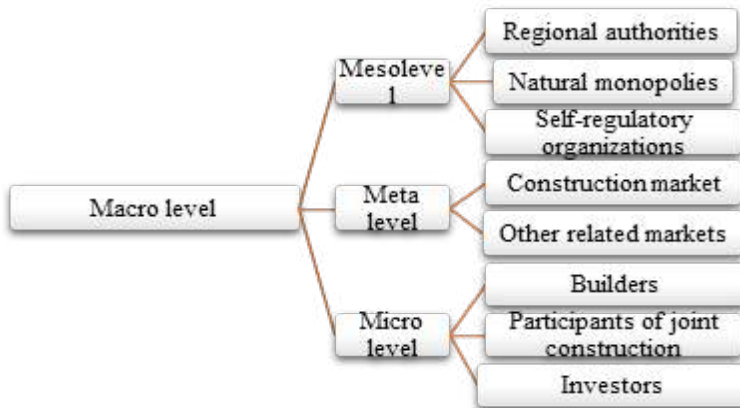 Macro level
Mesoleve
l
Regional authorities
Natural monopolies
Self-regulatory
organizations
Meta
level
Construction market
Other related markets
Micro
level
Builders
Participants of joint
construction
Investors